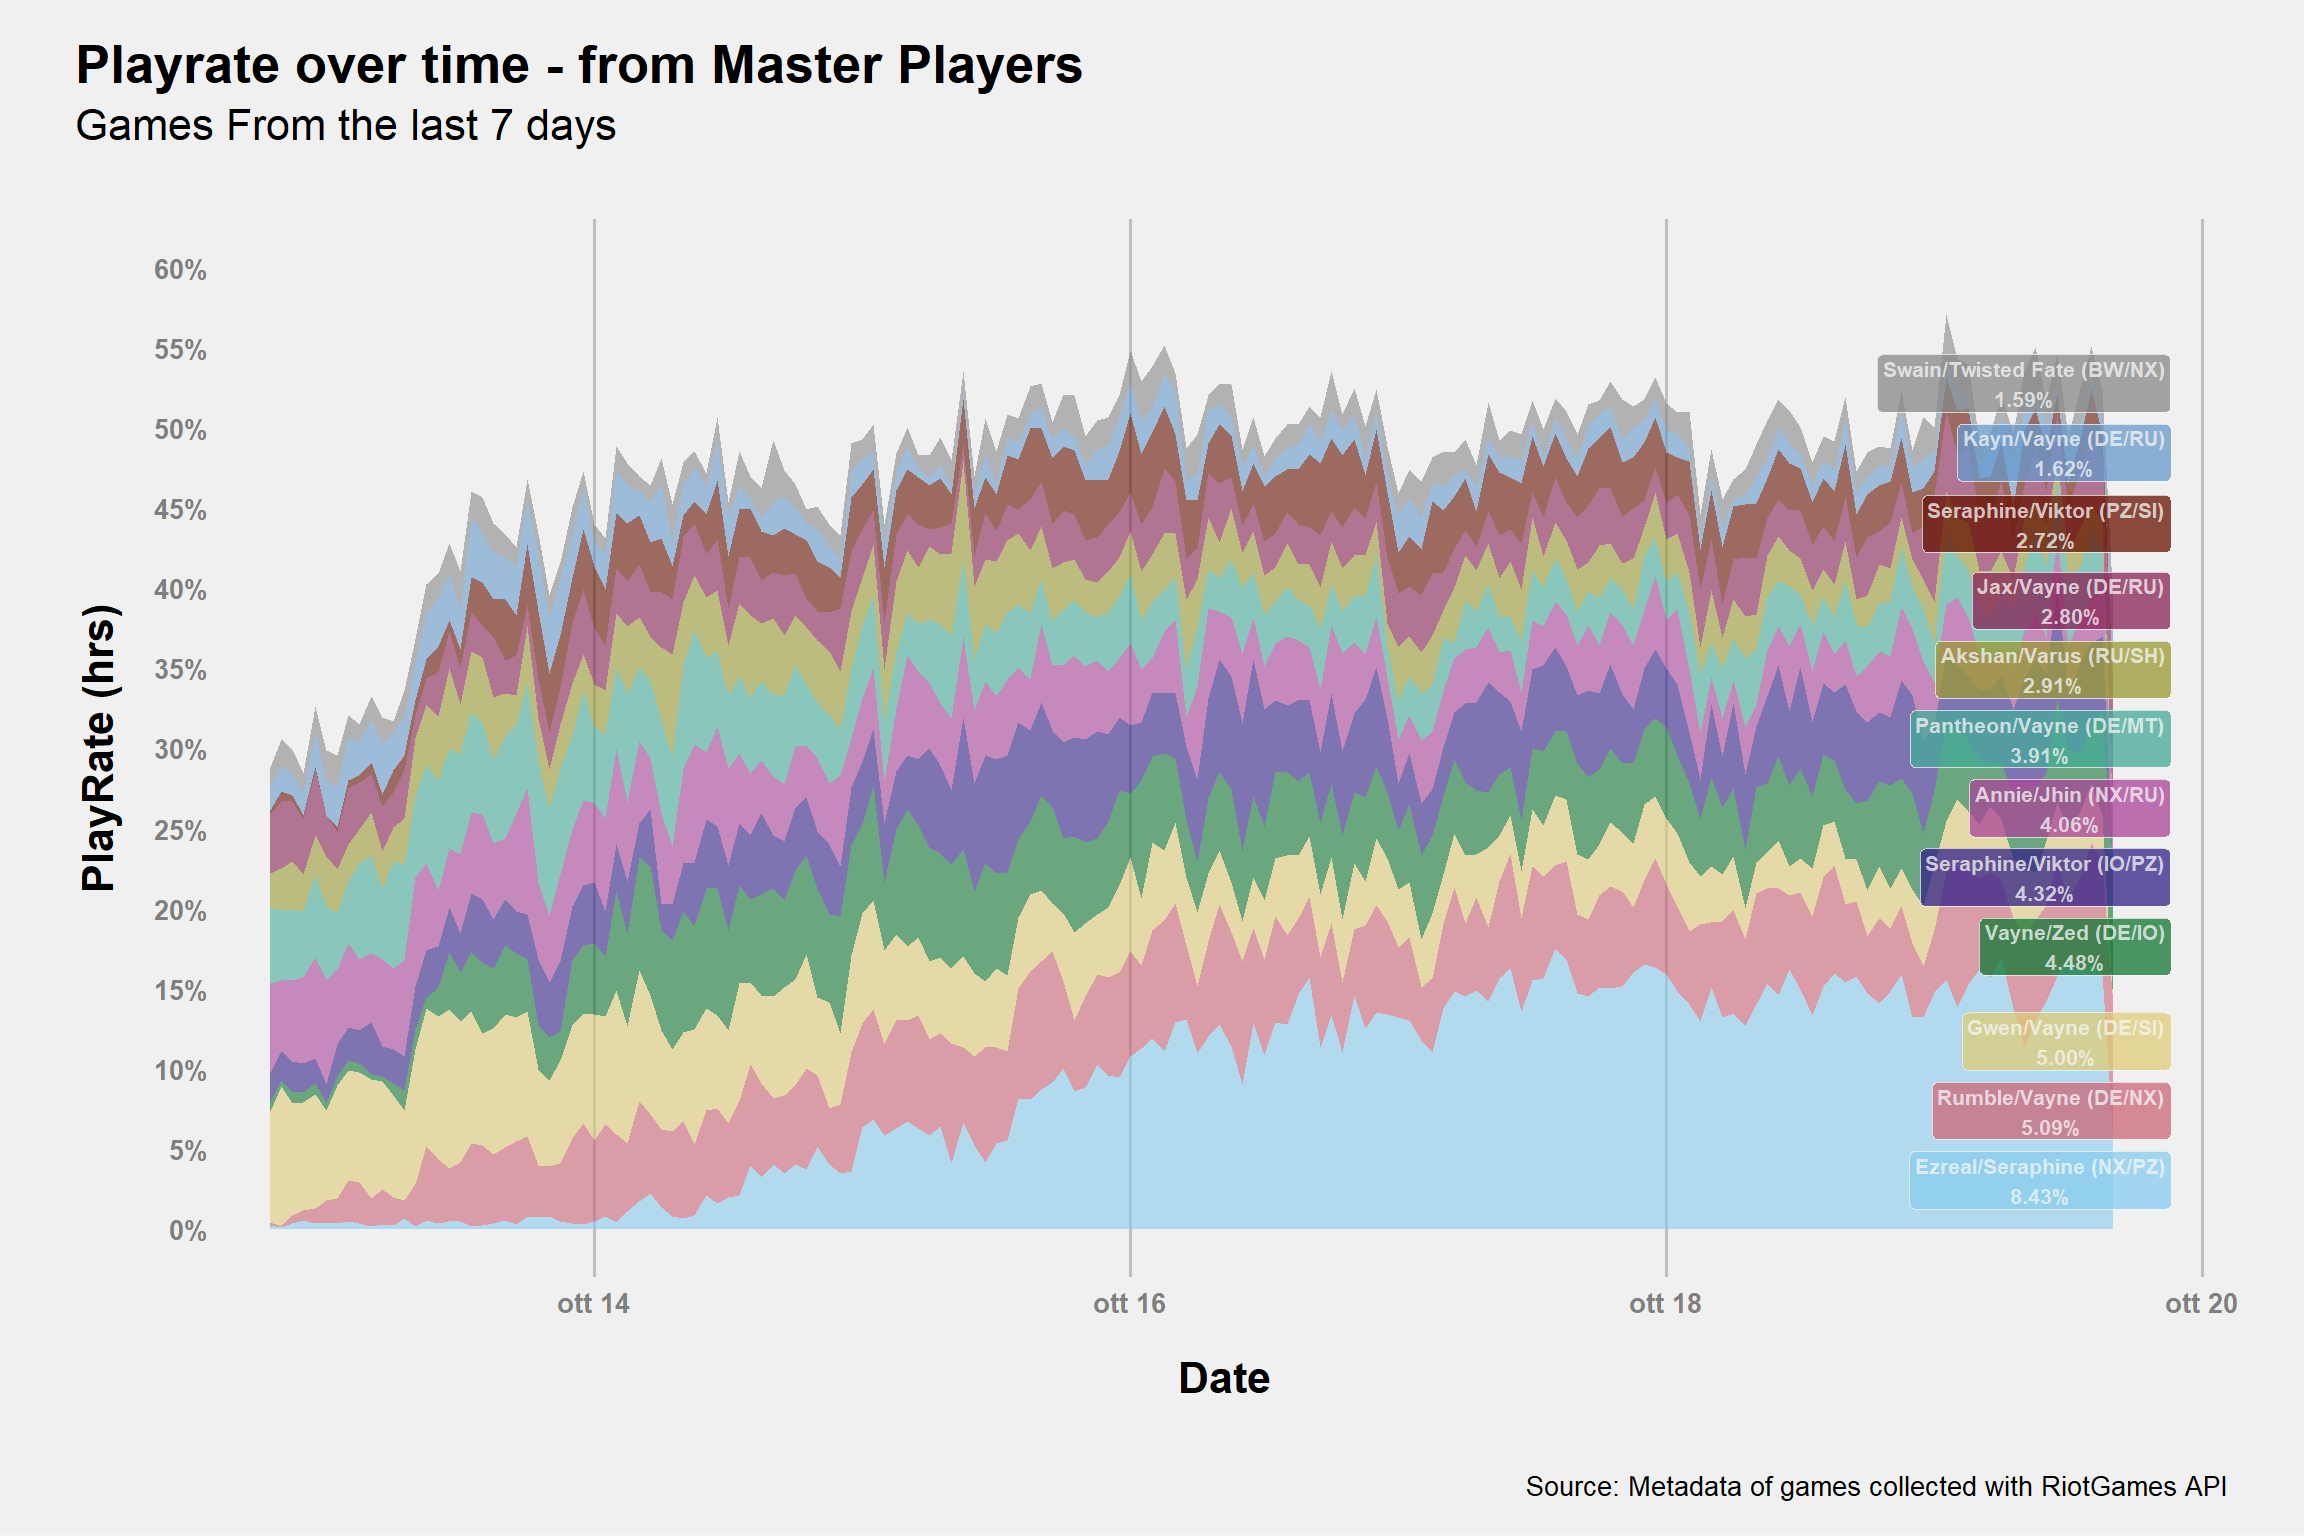 Playrate over time - from Master Players
Games From the last 7 days
PlayRate (hrs)
60%
55%
50%
45%
40%
35%
30%
25%
20%
15%
10%
5%
0%
Swain/Twisted Fate (BW/NX)
1.59%
Kayn/Vayne (DE/RU)
1.62%
Seraphine/Viktor (PZ/SI)
2.72%
Jax/Vayne (DE/RU)
2.80%
Akshan/Varus (RU/SH)
2.91%
Pantheon/Vayne (DE/MT)
3.91%
Annie/Jhin (NX/RU)
4.06%
Seraphine/Viktor (IO/PZ)
4.32%
Vayne/Zed (DE/IO)
4.48%
Gwen/Vayne (DE/SI)
5.00%
Rumble/Vayne (DE/NX)
5.09%
Ezreal/Seraphine (NX/PZ)
8.43%
ott 14
ott 16
ott 18
ott 20
Date
Source: Metadata of games collected with RiotGames API